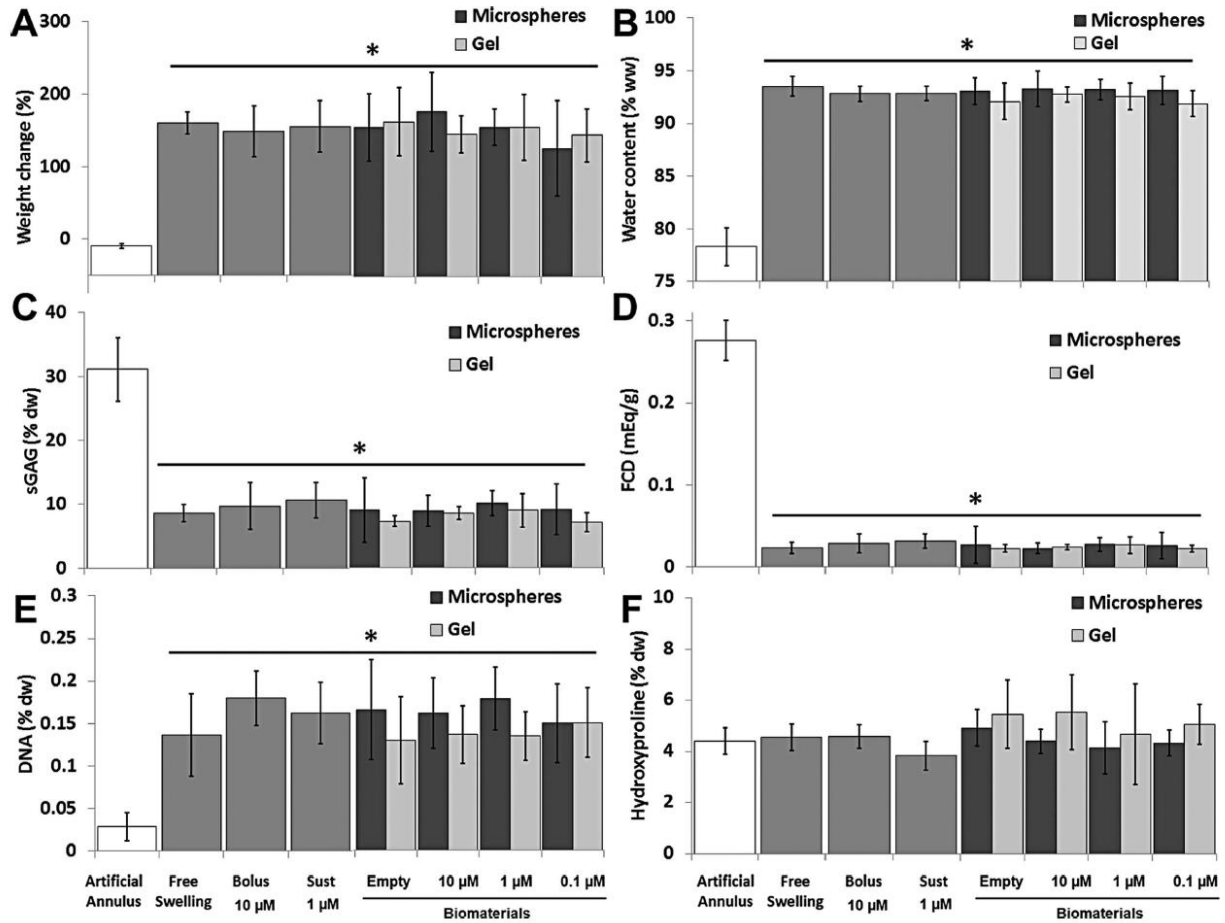 A
Weight change (%)
300
200
100
0
*
Microspheres
Gel
B
Water content (% ww)
100
95
90
85
80
75
*
Microspheres
Gel
C
sGAG (% dw)
40
30
20
10
0
*
Microspheres
Gel
D
FCD (mEq/g)
0.3
0.2
0.1
0
*
Microspheres
Gel
E
DNA (% dw)
0.3
0.25
0.2
0.15
0.1
0.05
0
*
Microspheres
Gel
F
Hydroxyproline (% dw)
10
8
6
4
2
0
Microspheres
Gel
Artificial Free Bolus Sust Empty 10 µM 1 µM 0.1 µM
Annulus Swelling 10 µM 1 µM Biomaterials
Artificial Free Bolus Sust Empty 10 µM 1 µM 0.1 µM
Annulus Swelling 10 µM 1 µM Biomaterials